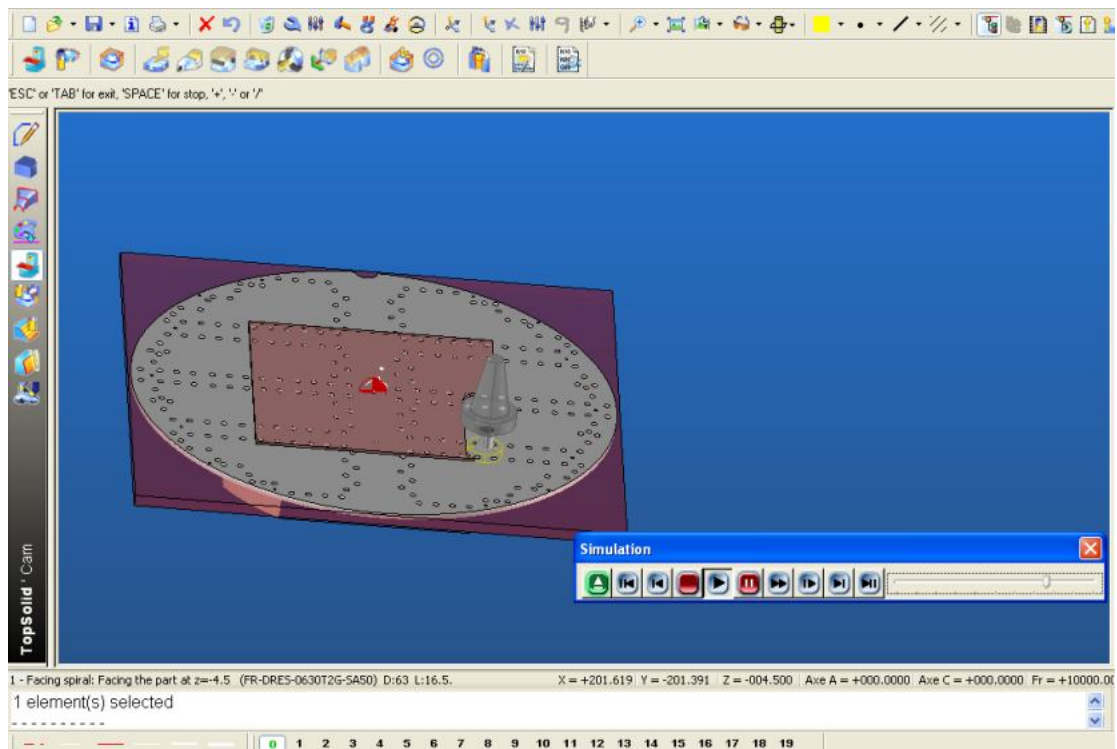 'ESC' or 'TAB' for exit, 'SPACE' for stop, '+', '-' or '/'
TopSolid'Cam
Simulation
1 - Facing spiral: Facing the part at z=-4.5 (FR-DRES-0630T2G-SA50) D:63 L:16.5. X = +201.619 Y = -201.391 Z = -004.500 Axe A = +000.0000 Axe C = +000.0000 Fr = +10000.00
1 element(s) selected
0 1 2 3 4 5 6 7 8 9 10 11 12 13 14 15 16 17 18 19